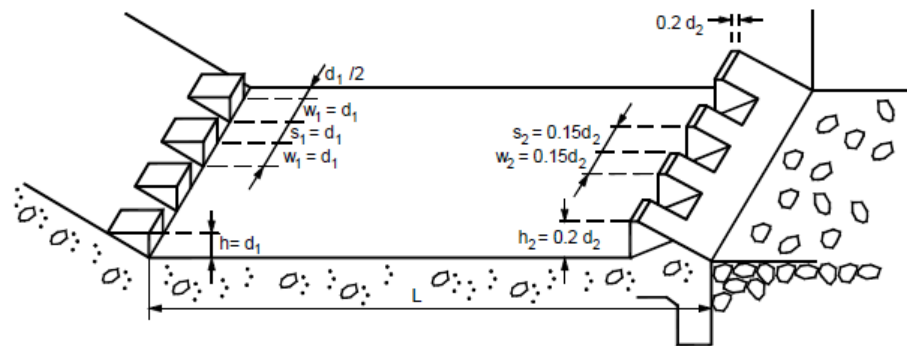 0.2 d₂
d₁ /2
w₁ = d₁
s₁ = d₁
w₁ = d₁
s₂ = 0.15d₂
w₂ = 0.15d₂
h= d₁
h₂ = 0.2 d₂
L